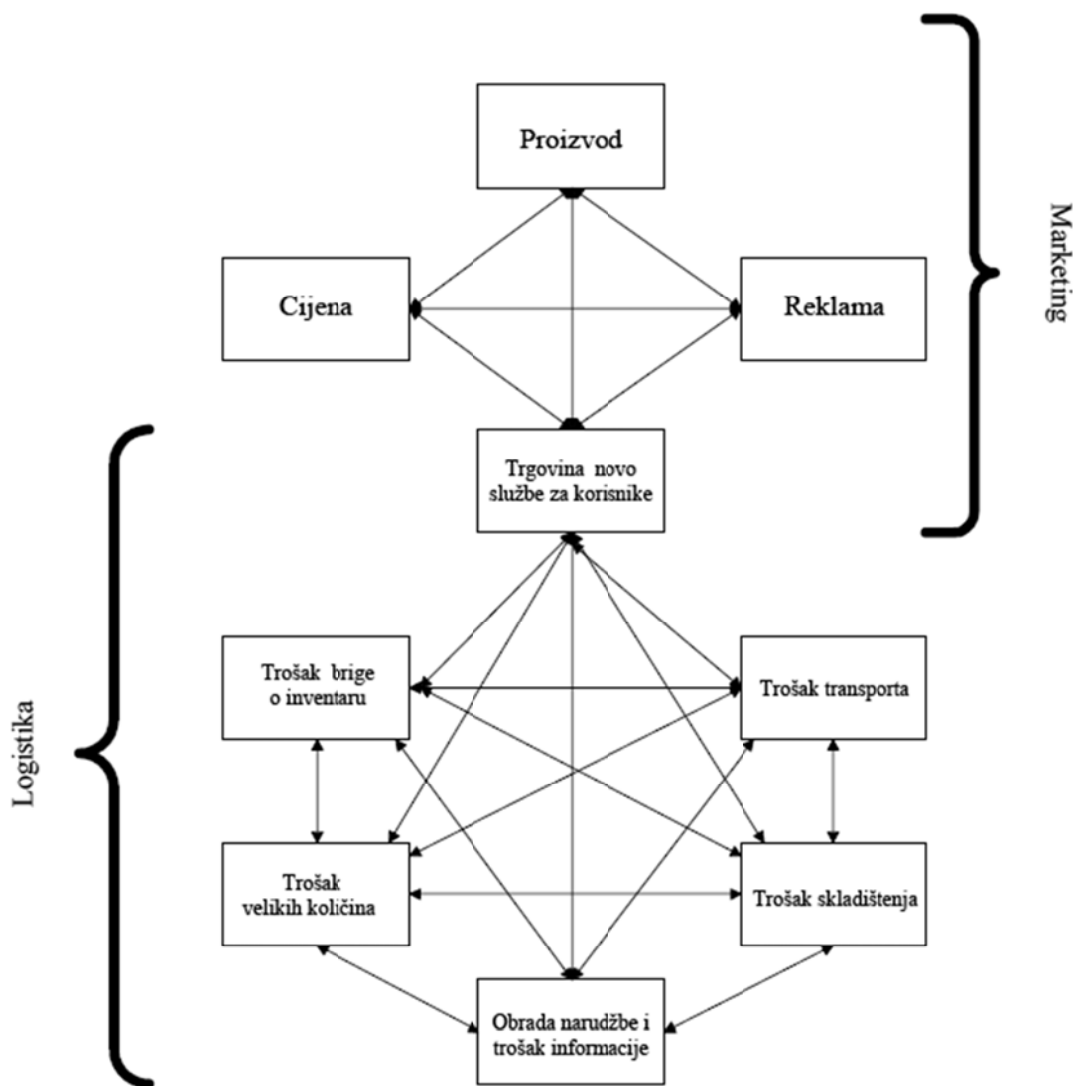 Proizvod
Marketing
Cijena
Reklama
Trgovina novo
službe za korisnike
Logistika
Trošak brige
o inventaru
Trošak transporta
Trošak
velikih količina
Trošak skladištenja
Obrada narudžbe i
trošak informacije